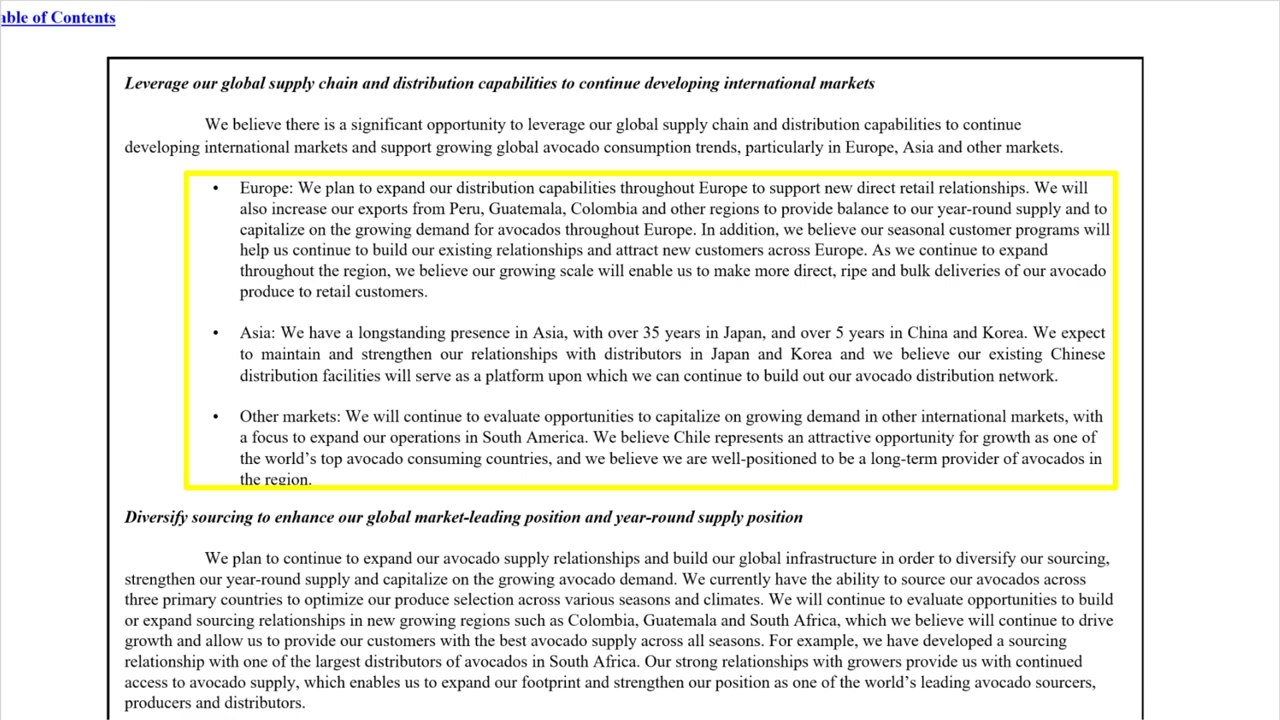 able of Contents
Leverage our global supply chain and distribution capabilities to continue developing international markets
We believe there is a significant opportunity to leverage our global supply chain and distribution capabilities to continue
developing international markets and support growing global avocado consumption trends, particularly in Europe, Asia and other markets.
• Europe: We plan to expand our distribution capabilities throughout Europe to support new direct retail relationships. We will
also increase our exports from Peru, Guatemala, Colombia and other regions to provide balance to our year-round supply and to
capitalize on the growing demand for avocados throughout Europe. In addition, we believe our seasonal customer programs will
help us continue to build our existing relationships and attract new customers across Europe. As we continue to expand
throughout the region, we believe our growing scale will enable us to make more direct, ripe and bulk deliveries of our avocado
produce to retail customers.
• Asia: We have a longstanding presence in Asia, with over 35 years in Japan, and over 5 years in China and Korea. We expect
to maintain and strengthen our relationships with distributors in Japan and Korea and we believe our existing Chinese
distribution facilities will serve as a platform upon which we can continue to build out our avocado distribution network.
• Other markets: We will continue to evaluate opportunities to capitalize on growing demand in other international markets, with
a focus to expand our operations in South America. We believe Chile represents an attractive opportunity for growth as one of
the world's top avocado consuming countries, and we believe we are well-positioned to be a long-term provider of avocados in
the region.
Diversify sourcing to enhance our global market-leading position and year-round supply position
We plan to continue to expand our avocado supply relationships and build our global infrastructure in order to diversify our sourcing,
strengthen our year-round supply and capitalize on the growing avocado demand. We currently have the ability to source our avocados across
three primary countries to optimize our produce selection across various seasons and climates. We will continue to evaluate opportunities to build
or expand sourcing relationships in new growing regions such as Colombia, Guatemala and South Africa, which we believe will continue to drive
growth and allow us to provide our customers with the best avocado supply across all seasons. For example, we have developed a sourcing
relationship with one of the largest distributors of avocados in South Africa. Our strong relationships with growers provide us with continued
access to avocado supply, which enables us to expand our footprint and strengthen our position as one of the world's leading avocado sourcers,
producers and distributors.